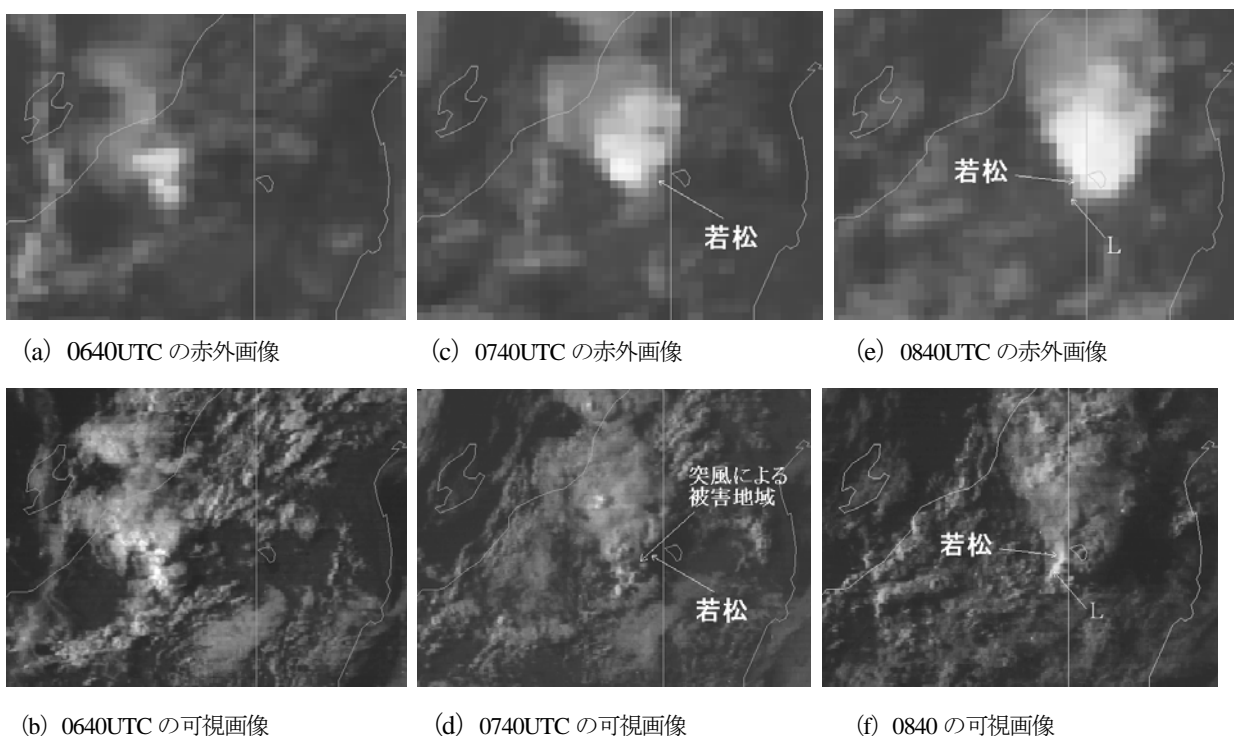 若松
若松
L
(a) 0640UTC の赤外画像
(c) 0740UTC の赤外画像
(e) 0840UTC の赤外画像
突風による
被害地域
若松
若松
L
(b) 0640UTC の可視画像
(d) 0740UTC の可視画像
(f) 0840 の可視画像